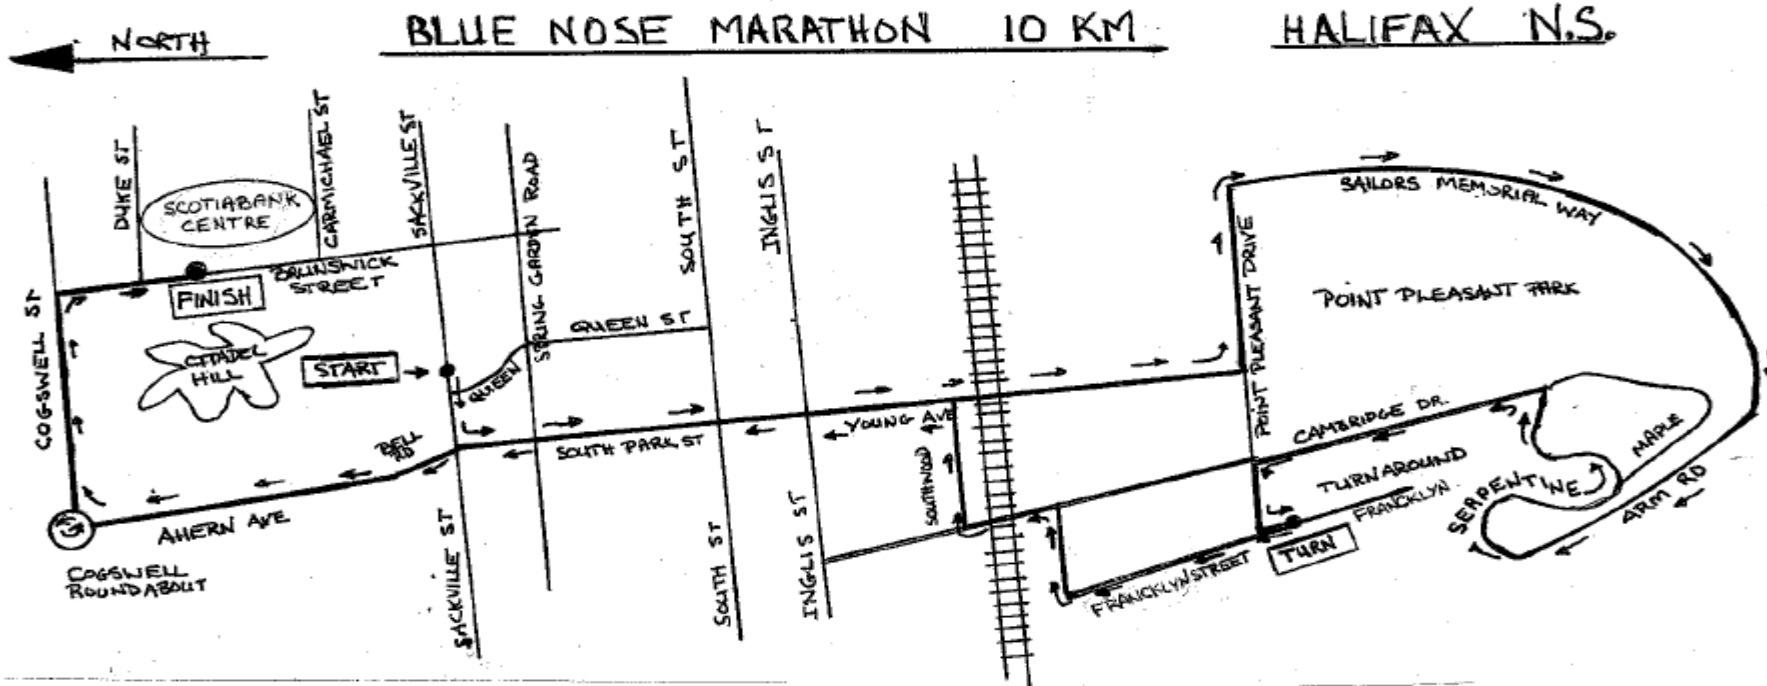 NORTH
BLUE NOSE MARATHON 10 KM
HALIFAX N.S.
DUKE ST
SCOTIABANK
CENTRE
CARMICHAEL ST
SACKVILLE ST
SPRING GARDEN ROAD
SOUTH ST
INGLIS ST
SAILORS MEMORIAL WAY
COGSWELL ST
BRUNSWICK
STREET
FINISH
CITADEL
HILL
START
QUEEN
QUEEN ST
POINT PLEASANT DRIVE
POINT PLEASANT PARK
BELL
RD
SOUTH PARK ST
YOUNG AVE
SOUTHWOOD
CAMBRIDGE DR.
MAPLE
TURNAROUND
FRANCKLYN
SERPENTINE
ARM RD
AHERN AVE
COGSWELL
ROUNDABOUT
SACKVILLE ST
SOUTH ST
INGLIS ST
FRANCKLYN STREET
TURN